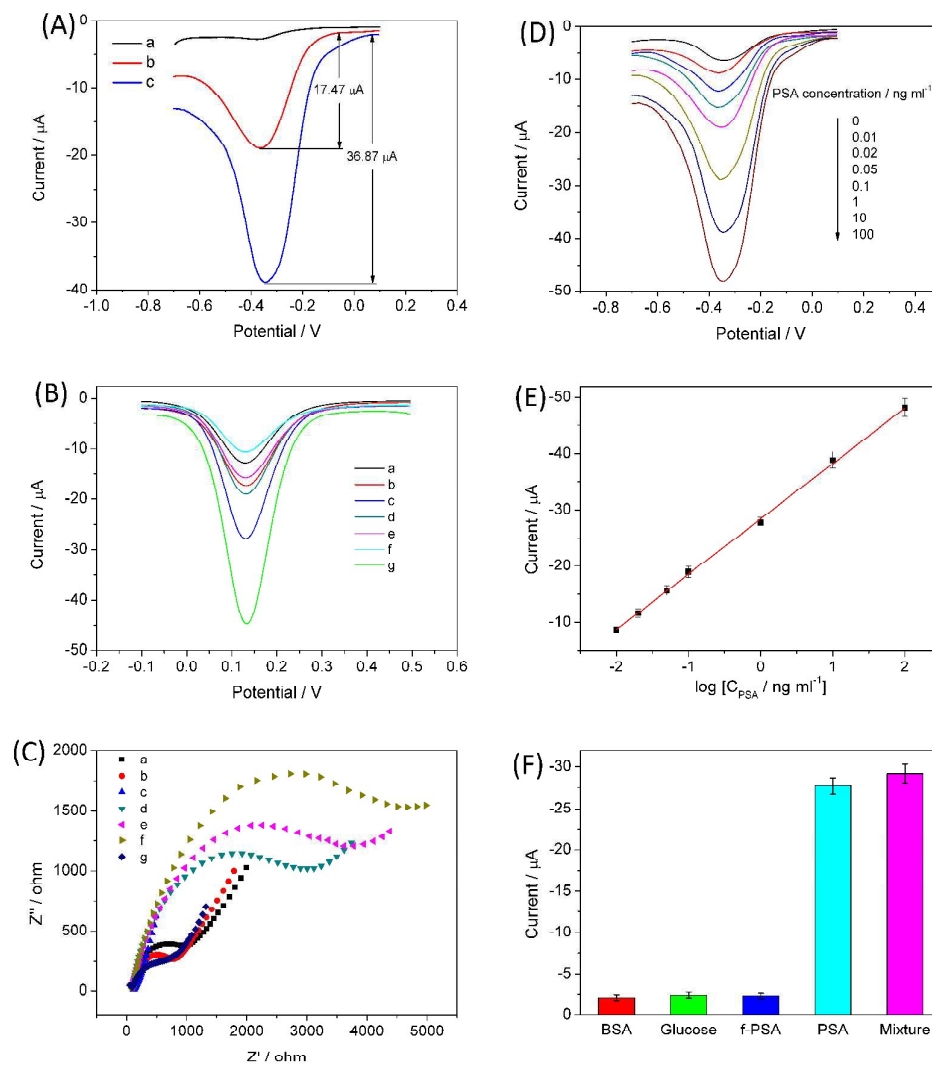 (A)
0
-10
-20
-30
-40
-1.0 -0.8 -0.6 -0.4 -0.2 0.0 0.2 0.4
Current / μA
Potential / V
a
b
c
17.47 μA
36.87 μA
(D)
0
-10
-20
-30
-40
-50
-0.8 -0.6 -0.4 -0.2 0.0 0.2 0.4
Current / μA
Potential / V
PSA concentration / ng ml⁻¹
0
0.01
0.02
0.05
0.1
1
10
100
(B)
0
-10
-20
-30
-40
-50
-0.2 -0.1 0.0 0.1 0.2 0.3 0.4 0.5 0.6
Current / μA
Potential / V
a
b
c
d
e
f
g
(E)
-50
-40
-30
-20
-10
-2 -1 0 1 2
Current / μA
log [C_PSA / ng ml⁻¹]
(C)
2000
1500
1000
500
0
0 1000 2000 3000 4000 5000
Z'' / ohm
Z' / ohm
a
b
c
d
e
f
g
(F)
-30
-25
-20
-15
-10
-5
0
Current / μA
BSA Glucose f-PSA PSA Mixture